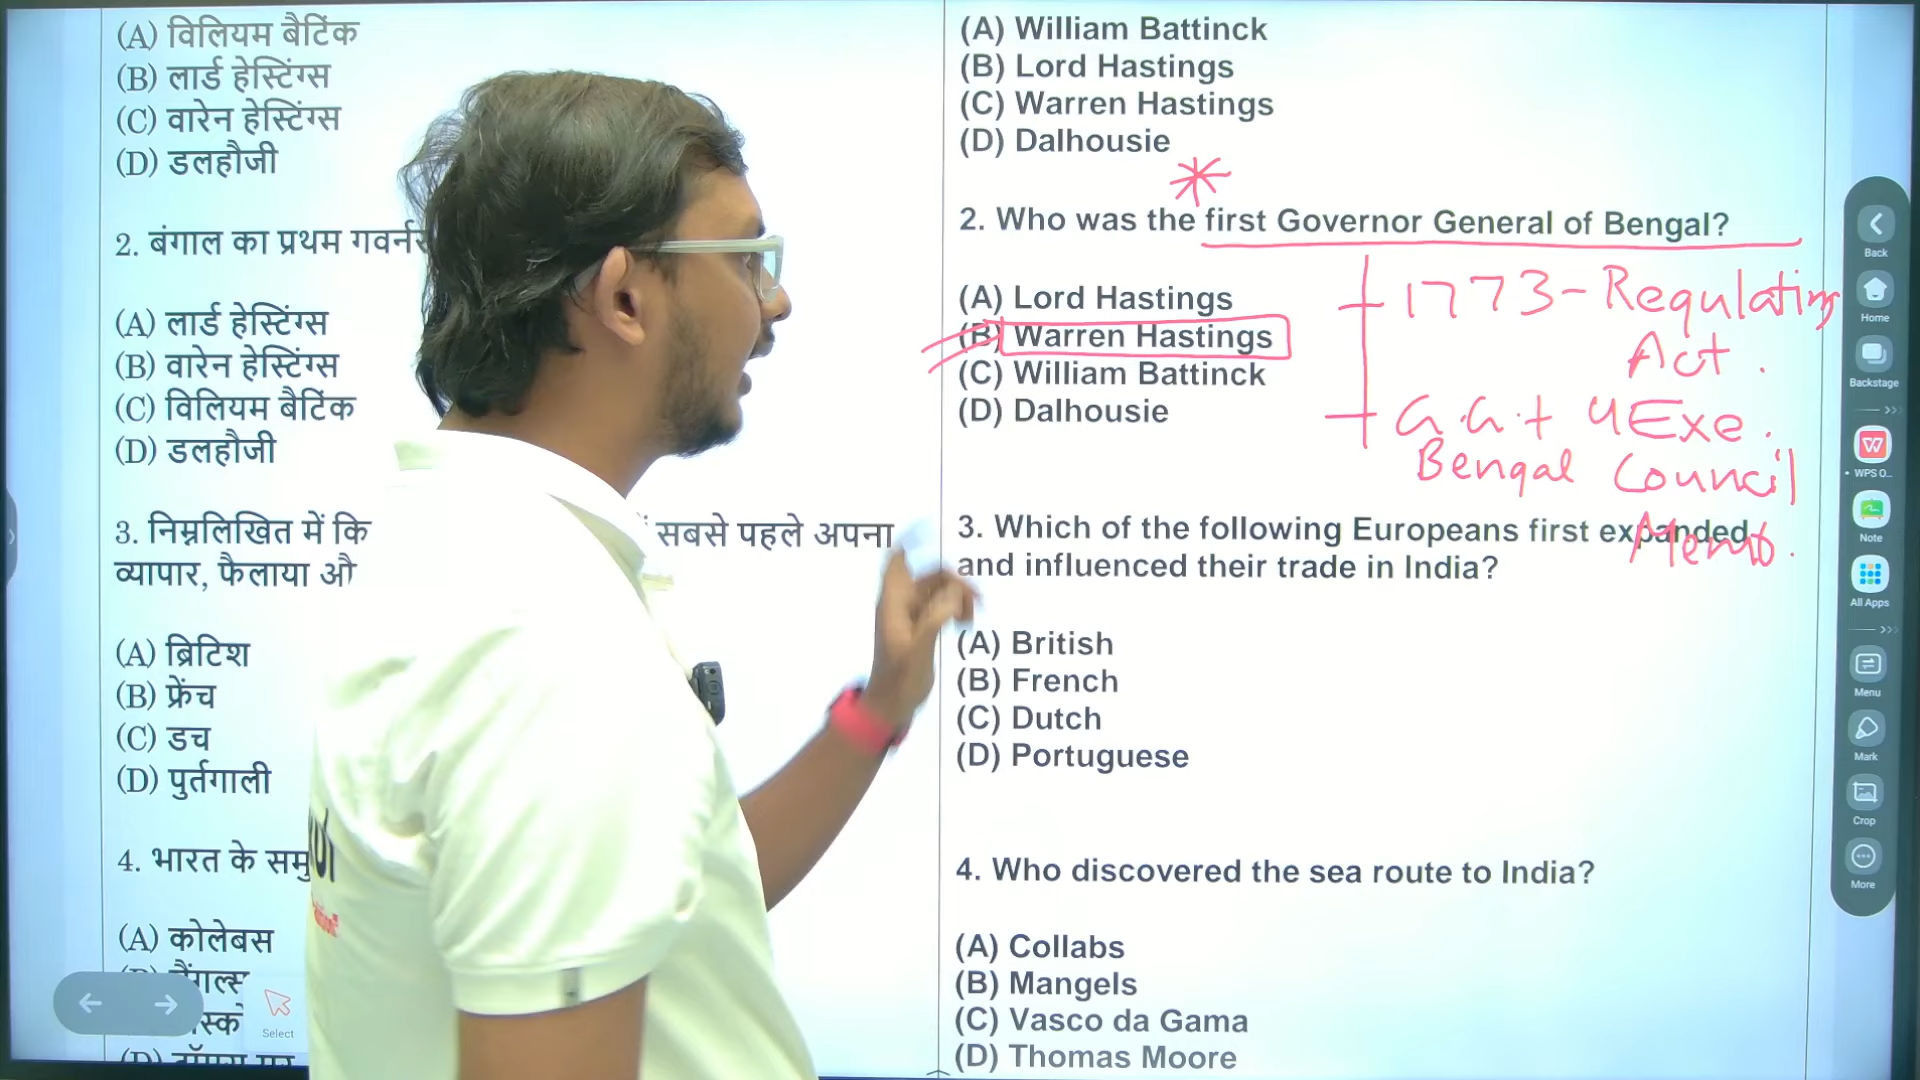 (A) विलियम बैटिंक
(B) लार्ड हेस्टिंग्स
(C) वारेन हेस्टिंग्स
(D) डलहौजी
2. बंगाल का प्रथम
(A) लार्ड हेस्टिंग्स
(B) वारेन हेस्टिंग्स
(C) विलियम बैटिंक
(D) डलहौजी
3. निम्नलिखित में सबसे पहले अपना
व्यापार, फैलाया औ
(A) ब्रिटिश
(B) फ्रेंच
(C) डच
(D) पुर्तगाली
4. भारत के
(A) कोलेबस
(A) William Battinck
(B) Lord Hastings
(C) Warren Hastings
(D) Dalhousie
2. Who was the first Governor General of Bengal?
(A) Lord Hastings
(B) Warren Hastings
(C) William Battinck
(D) Dalhousie
1773 - Regulating
Act.
G.G. + 4 Exe.
Bengal Council
Memb.
3. Which of the following Europeans first expanded
and influenced their trade in India?
(A) British
(B) French
(C) Dutch
(D) Portuguese
4. Who discovered the sea route to India?
(A) Collabs
(B) Mangels
(C) Vasco da Gama
(D) Thomas Moore
Select
Back
Home
Backstage
WPS O...
Note
All Apps
Menu
Mark
Crop
More